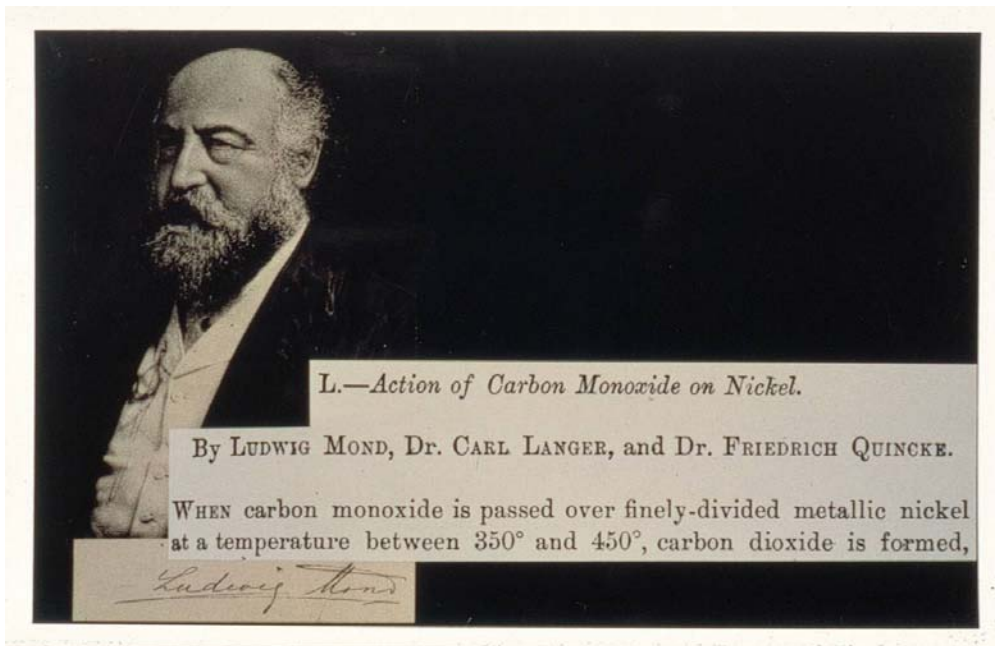 L.—Action of Carbon Monoxide on Nickel.
By LUDWIG MOND, Dr. CARL LANGER, and Dr. FRIEDRICH QUINCKE.
WHEN carbon monoxide is passed over finely-divided metallic nickel
at a temperature between 350° and 450°, carbon dioxide is formed,
Ludwig Mond